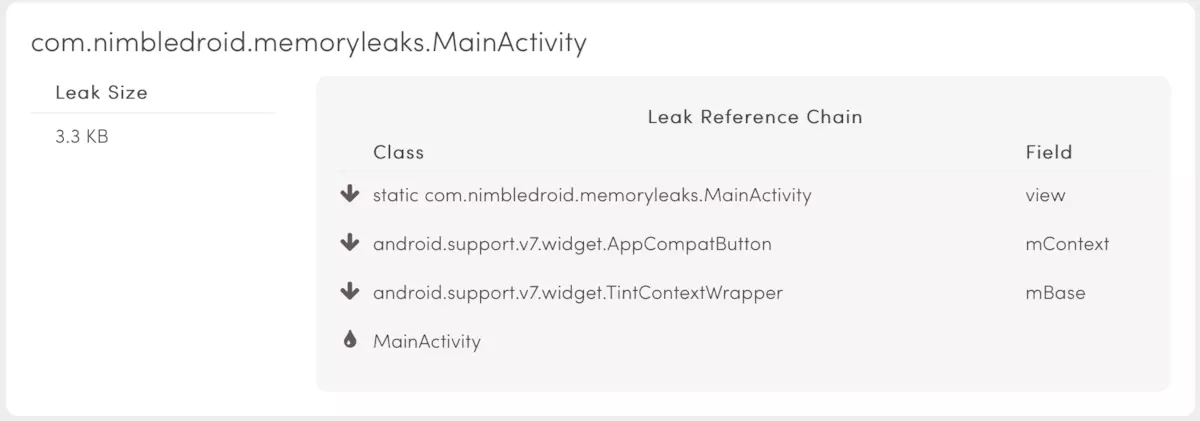 com.nimbledroid.memoryleaks.MainActivity
Leak Size
3.3 KB
Leak Reference Chain
Class Field
static com.nimbledroid.memoryleaks.MainActivity view
android.support.v7.widget.AppCompatButton mContext
android.support.v7.widget.TintContextWrapper mBase
MainActivity